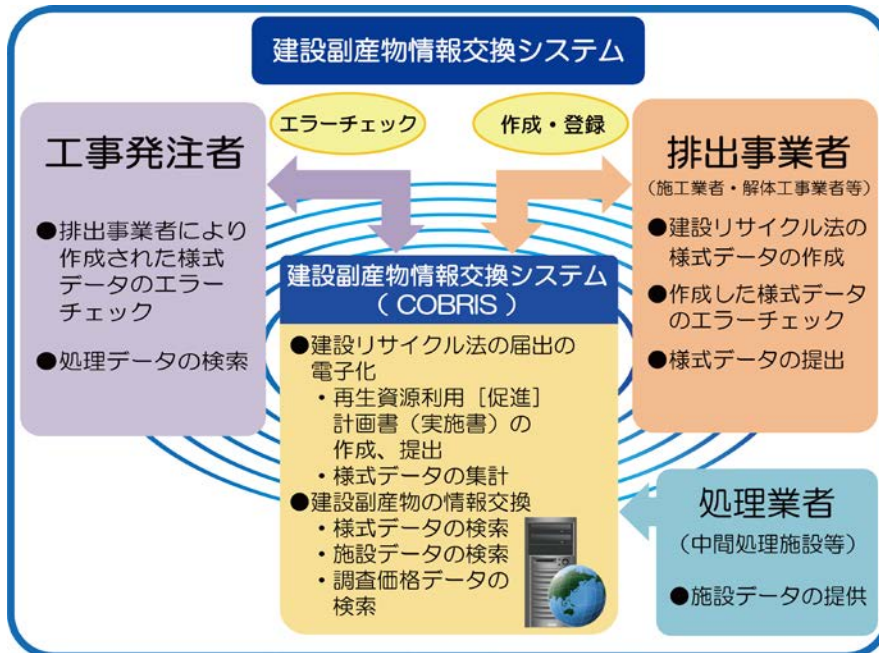 建設副産物情報交換システム
エラーチェック
作成・登録
工事発注者
●排出事業者により
作成された様式
データのエラー
チェック
●処理データの検索
排出事業者
（施工業者・解体工事業者等）
●建設リサイクル法の
様式データの作成
●作成した様式データ
のエラーチェック
●様式データの提出
建設副産物情報交換システム
（ COBRIS ）
●建設リサイクル法の届出の
電子化
・再生資源利用［促進］
計画書（実施書）の
作成、提出
・様式データの集計
●建設副産物の情報交換
・様式データの検索
・施設データの検索
・調査価格データの
検索
処理業者
（中間処理施設等）
●施設データの提供